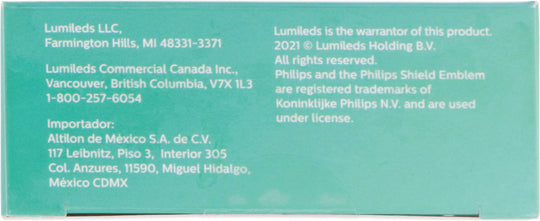 Lumileds LLC,
Farmington Hills, MI 48331-3371
Lumileds Commercial Canada Inc.,
Vancouver, British Columbia, V7X 1L3
1-800-257-6054
Importador:
Altilon de México S.A. de C.V.
117 Leibnitz, Piso 3, Interior 305
Col. Anzures, 11590, Miguel Hidalgo,
México CDMX
Lumileds is the warrantor of this product.
2021 © Lumileds Holding B.V.
All rights reserved.
Philips and the Philips Shield Emblem
are registered trademarks of
Koninklijke Philips N.V. and are used
under license.